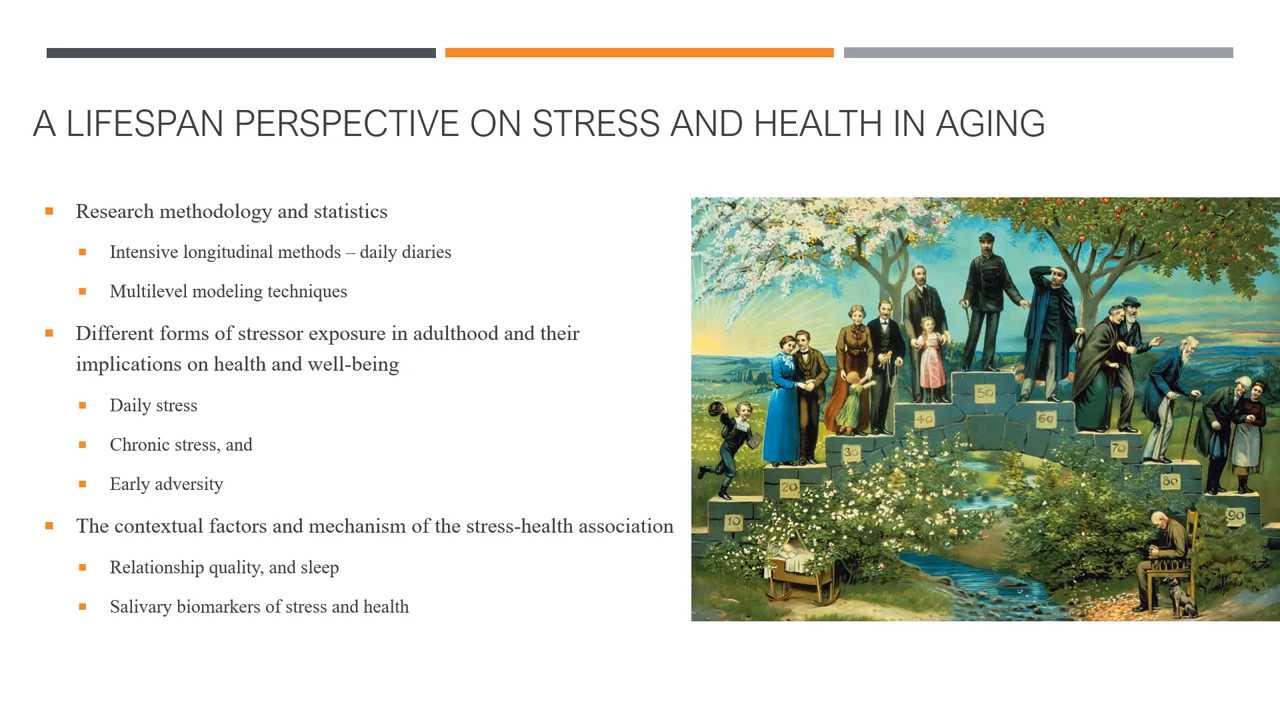 A LIFESPAN PERSPECTIVE ON STRESS AND HEALTH IN AGING
Research methodology and statistics
Intensive longitudinal methods – daily diaries
Multilevel modeling techniques
Different forms of stressor exposure in adulthood and their
implications on health and well-being
Daily stress
Chronic stress, and
Early adversity
The contextual factors and mechanism of the stress-health association
Relationship quality, and sleep
Salivary biomarkers of stress and health
10
20
30
40
50
60
70
80
90